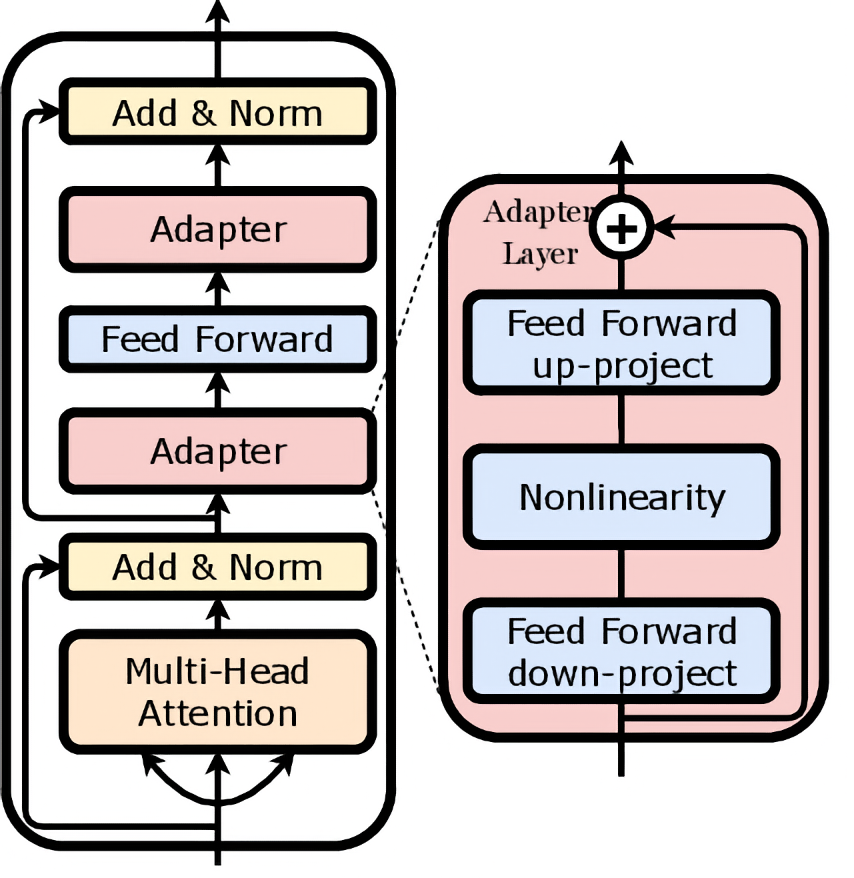 Add & Norm
Adapter
Feed Forward
Adapter
Add & Norm
Multi-Head
Attention
Adapter
Layer
+
Feed Forward
up-project
Nonlinearity
Feed Forward
down-project